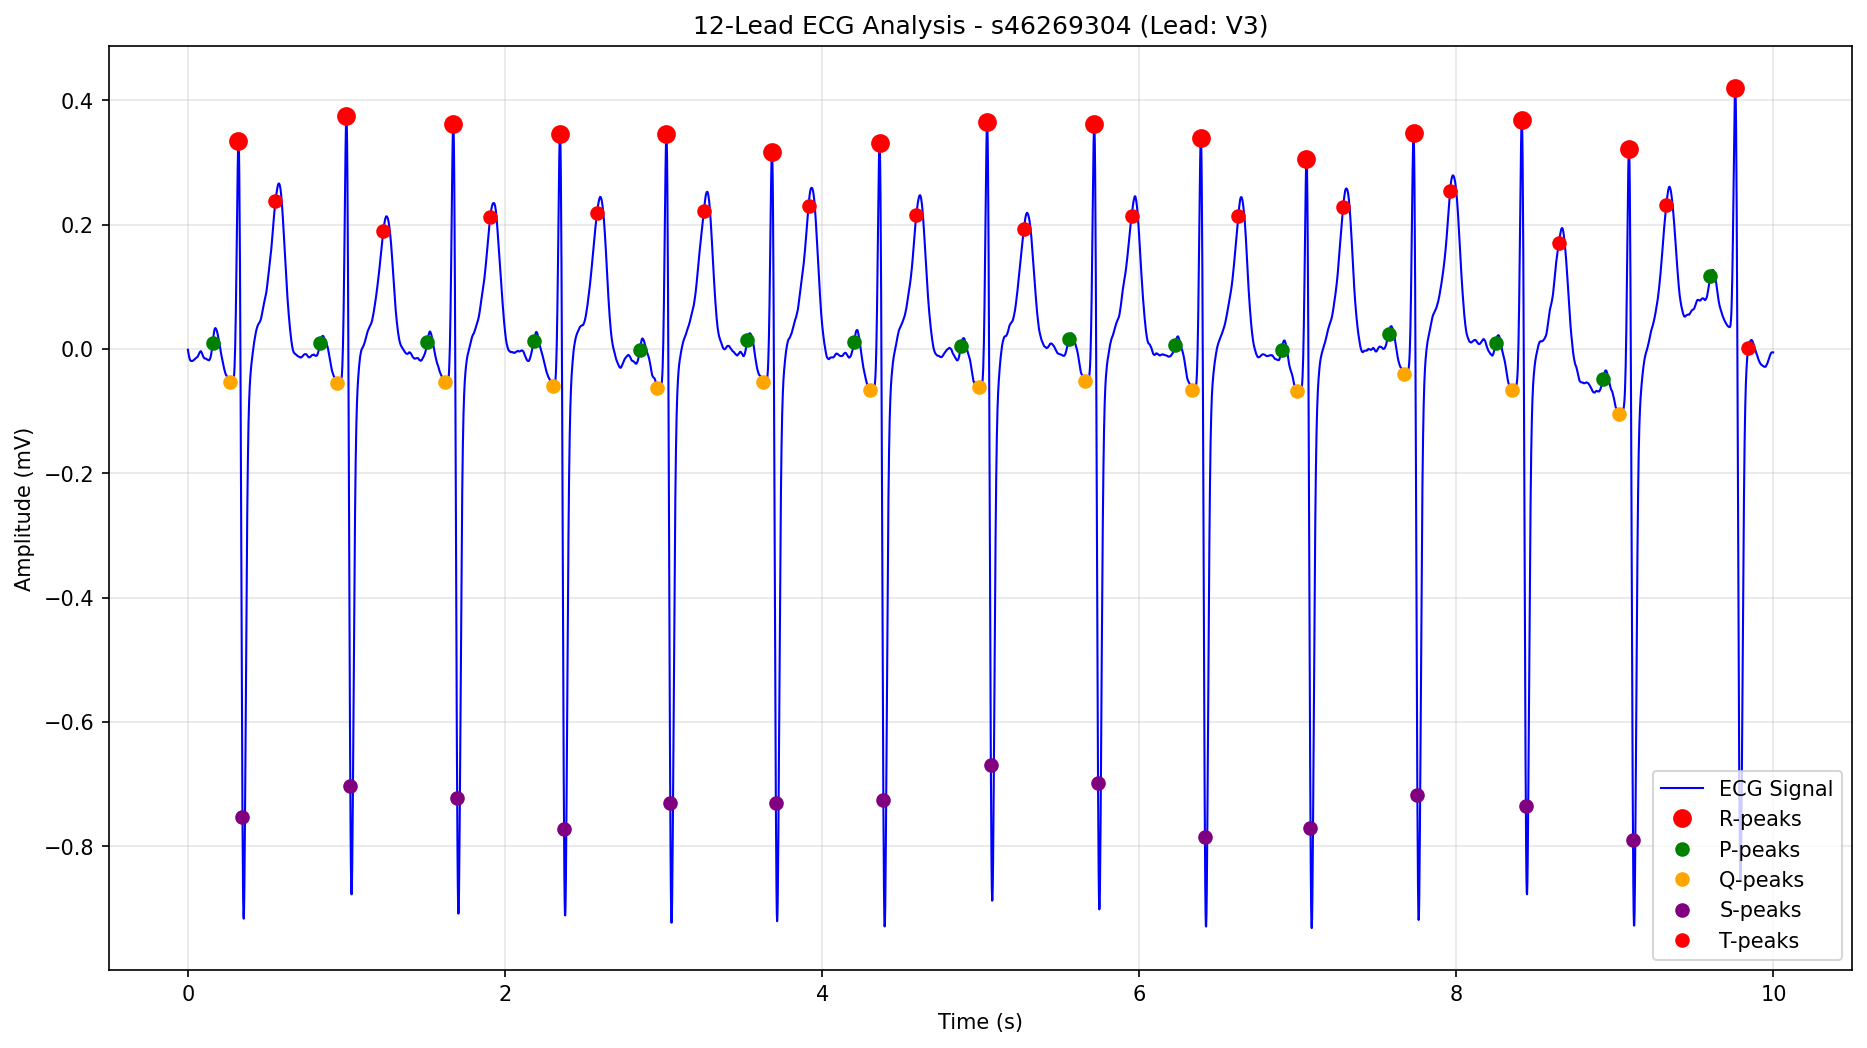 12-Lead ECG Analysis - s46269304 (Lead: V3)
Amplitude (mV)
0.4
0.2
0.0
−0.2
−0.4
−0.6
−0.8
0 2 4 6 8 10
Time (s)
ECG Signal
R-peaks
P-peaks
Q-peaks
S-peaks
T-peaks